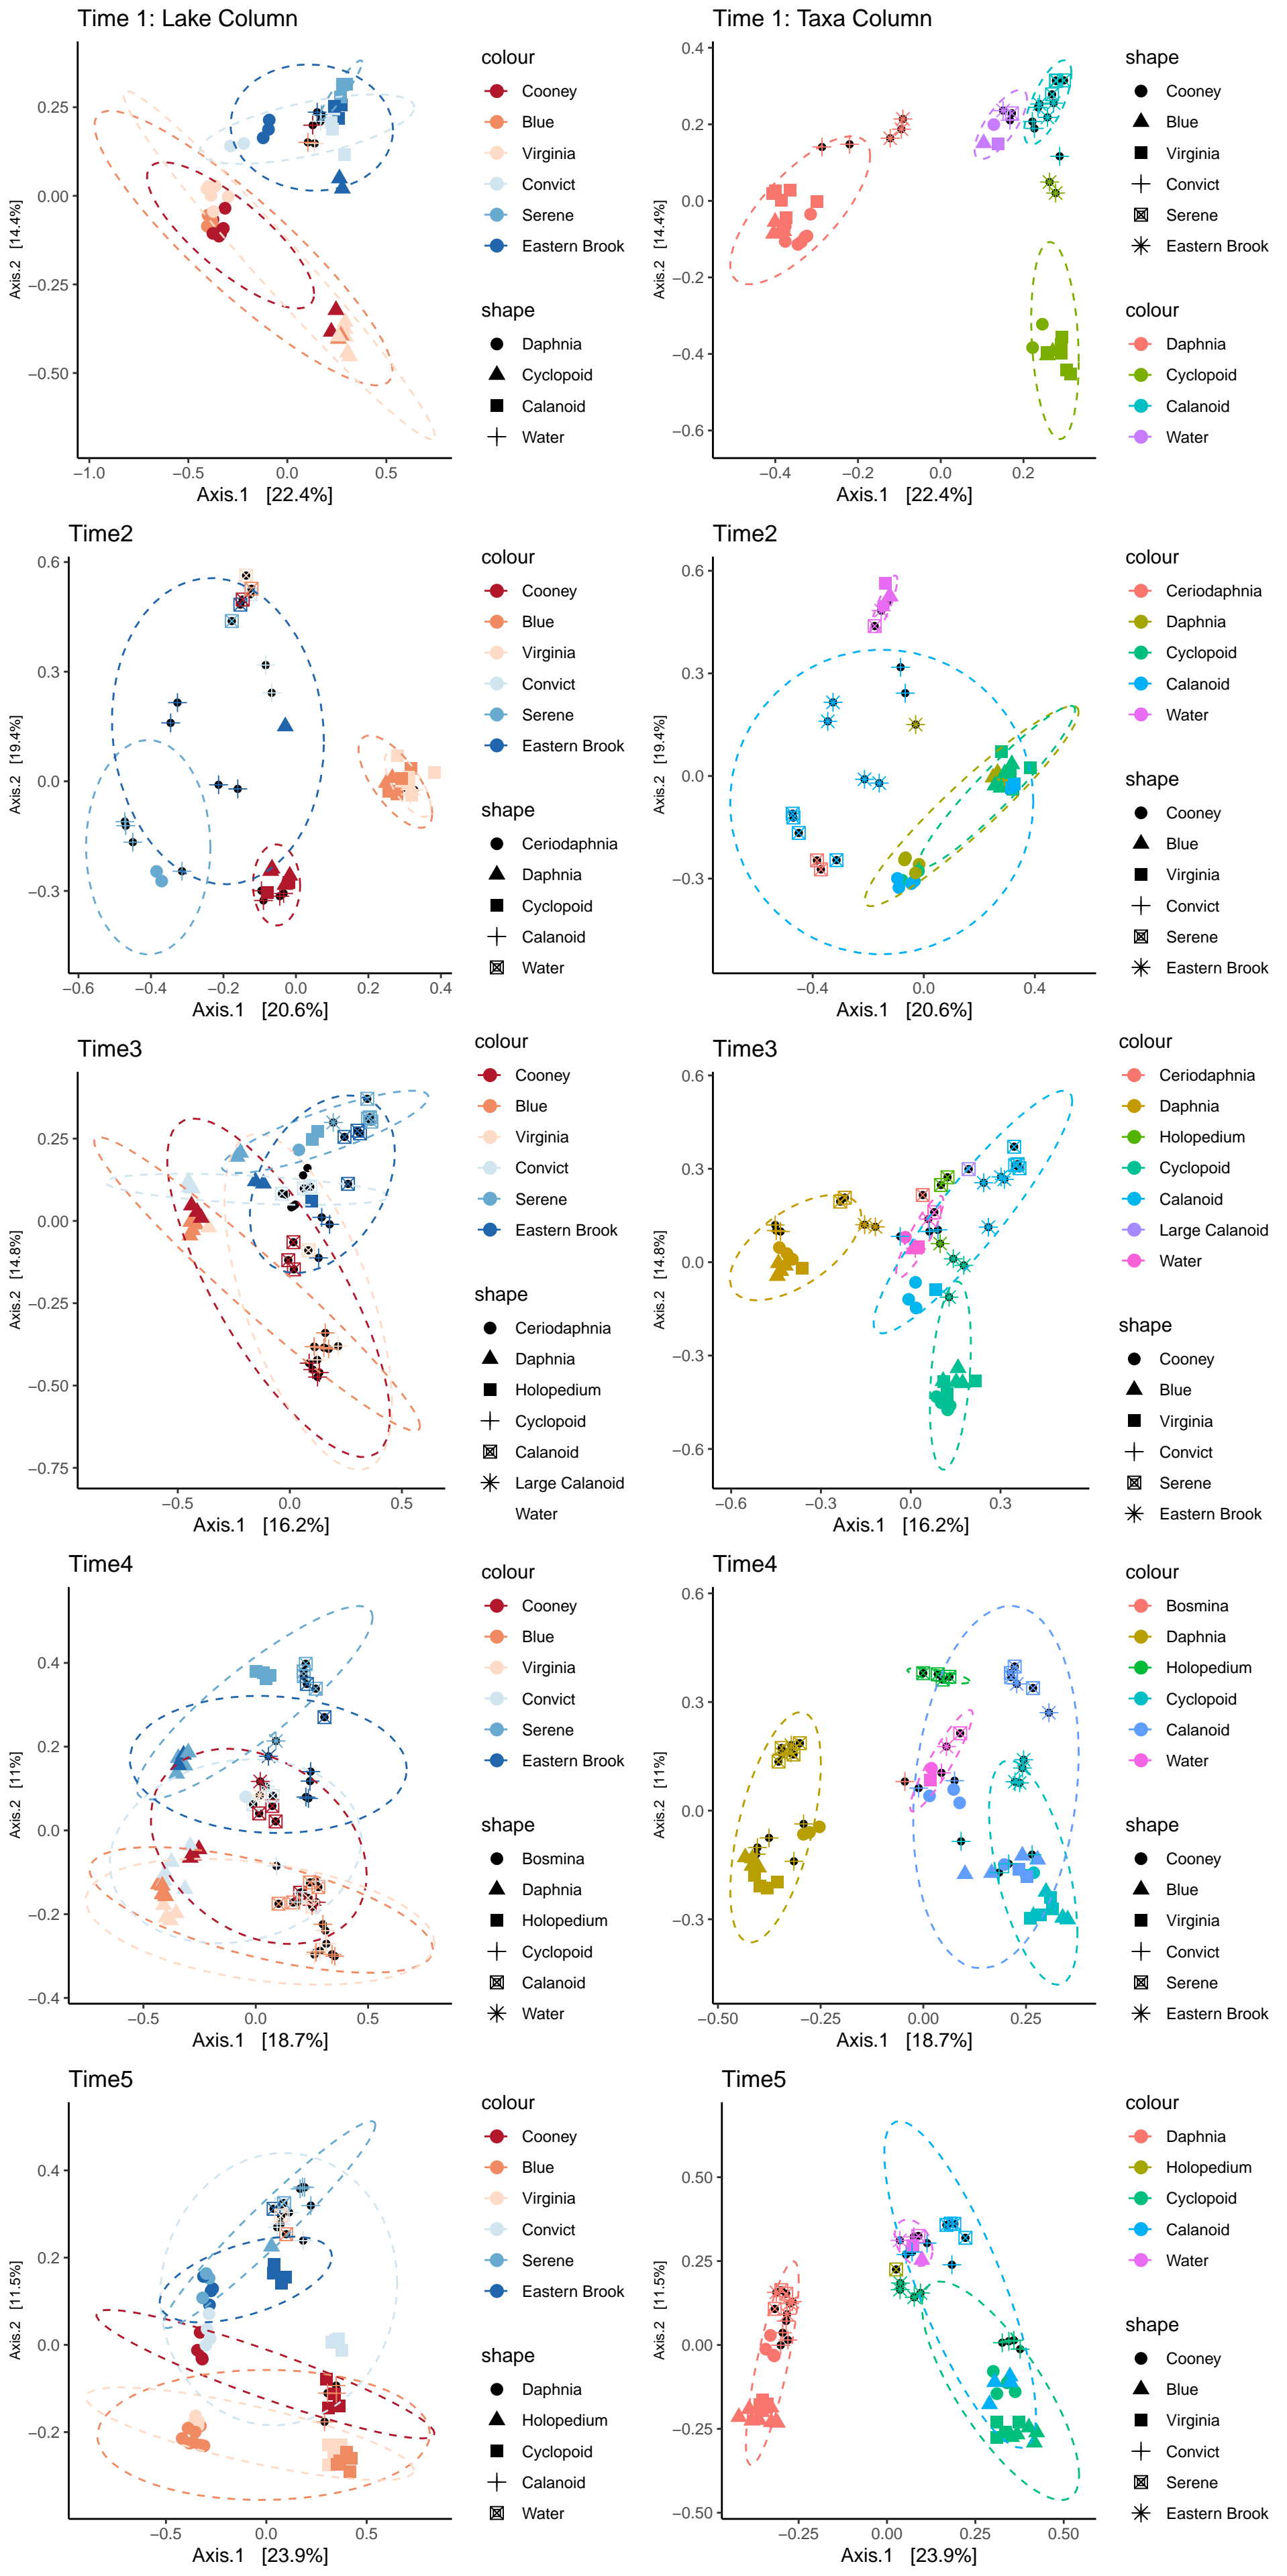 Time 1: Lake Column
Axis.2 [14.4%]
0.25
0.00
−0.25
−0.50
−1.0 −0.5 0.0 0.5
Axis.1 [22.4%]
colour
Cooney
Blue
Virginia
Convict
Serene
Eastern Brook
shape
Daphnia
Cyclopoid
Calanoid
Water
Time 1: Taxa Column
Axis.2 [14.4%]
0.4
0.2
0.0
−0.2
−0.4
−0.6
−0.4 −0.2 0.0 0.2
Axis.1 [22.4%]
shape
Cooney
Blue
Virginia
Convict
Serene
Eastern Brook
colour
Daphnia
Cyclopoid
Calanoid
Water
Time2
Axis.2 [19.4%]
0.6
0.3
0.0
−0.3
−0.6 −0.4 −0.2 0.0 0.2 0.4
Axis.1 [20.6%]
colour
Cooney
Blue
Virginia
Convict
Serene
Eastern Brook
shape
Ceriodaphnia
Daphnia
Cyclopoid
Calanoid
Water
Time2
Axis.2 [19.4%]
0.6
0.3
0.0
−0.3
−0.4 0.0 0.4
Axis.1 [20.6%]
colour
Ceriodaphnia
Daphnia
Cyclopoid
Calanoid
Water
shape
Cooney
Blue
Virginia
Convict
Serene
Eastern Brook
Time3
Axis.2 [14.8%]
0.25
0.00
−0.25
−0.50
−0.75
−0.5 0.0 0.5
Axis.1 [16.2%]
colour
Cooney
Blue
Virginia
Convict
Serene
Eastern Brook
shape
Ceriodaphnia
Daphnia
Holopedium
Cyclopoid
Calanoid
Large Calanoid
Water
Time3
Axis.2 [14.8%]
0.6
0.3
0.0
−0.3
−0.6
−0.6 −0.3 0.0 0.3
Axis.1 [16.2%]
colour
Ceriodaphnia
Daphnia
Holopedium
Cyclopoid
Calanoid
Large Calanoid
Water
shape
Cooney
Blue
Virginia
Convict
Serene
Eastern Brook
Time4
Axis.2 [11%]
0.4
0.2
0.0
−0.2
−0.4
−0.5 0.0 0.5
Axis.1 [18.7%]
colour
Cooney
Blue
Virginia
Convict
Serene
Eastern Brook
shape
Bosmina
Daphnia
Holopedium
Cyclopoid
Calanoid
Water
Time4
Axis.2 [11%]
0.6
0.3
0.0
−0.3
−0.50 −0.25 0.00 0.25
Axis.1 [18.7%]
colour
Bosmina
Daphnia
Holopedium
Cyclopoid
Calanoid
Water
shape
Cooney
Blue
Virginia
Convict
Serene
Eastern Brook
Time5
Axis.2 [11.5%]
0.4
0.2
0.0
−0.2
−0.5 0.0 0.5
Axis.1 [23.9%]
colour
Cooney
Blue
Virginia
Convict
Serene
Eastern Brook
shape
Daphnia
Holopedium
Cyclopoid
Calanoid
Water
Time5
Axis.2 [11.5%]
0.50
0.25
0.00
−0.25
−0.50
−0.25 0.00 0.25 0.50
Axis.1 [23.9%]
colour
Daphnia
Holopedium
Cyclopoid
Calanoid
Water
shape
Cooney
Blue
Virginia
Convict
Serene
Eastern Brook